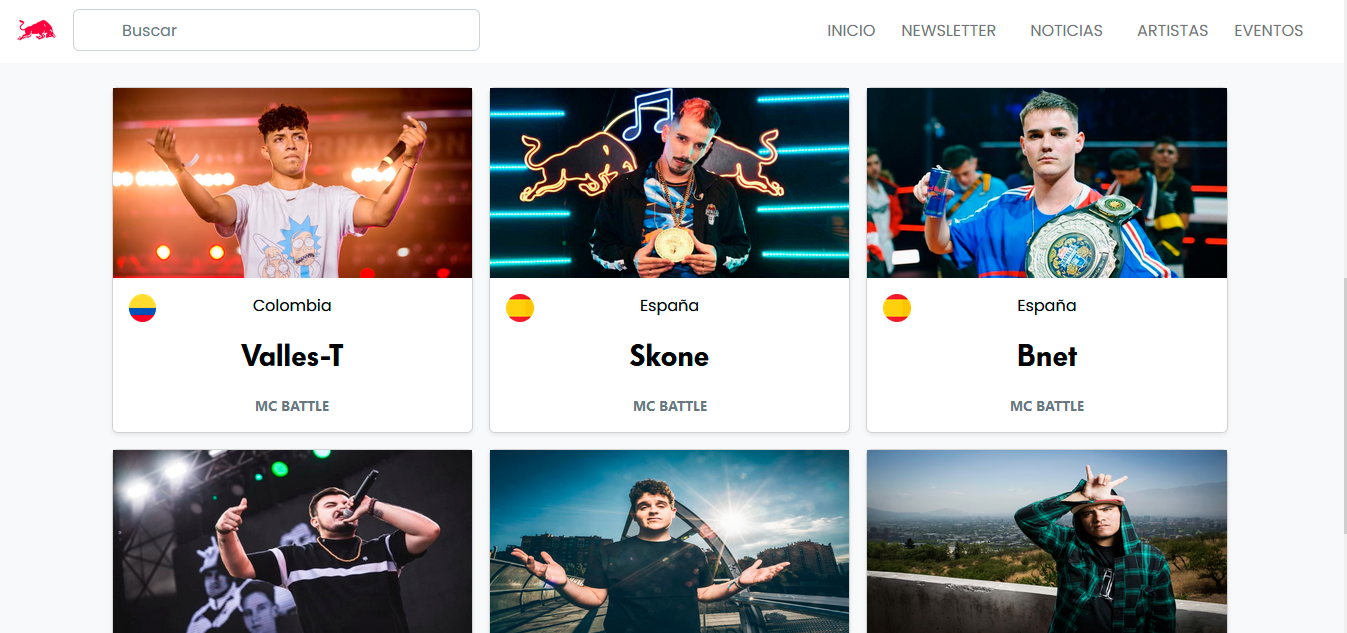 Buscar
INICIO NEWSLETTER NOTICIAS ARTISTAS EVENTOS
Colombia España España
Valles-T Skone Bnet
MC BATTLE MC BATTLE MC BATTLE